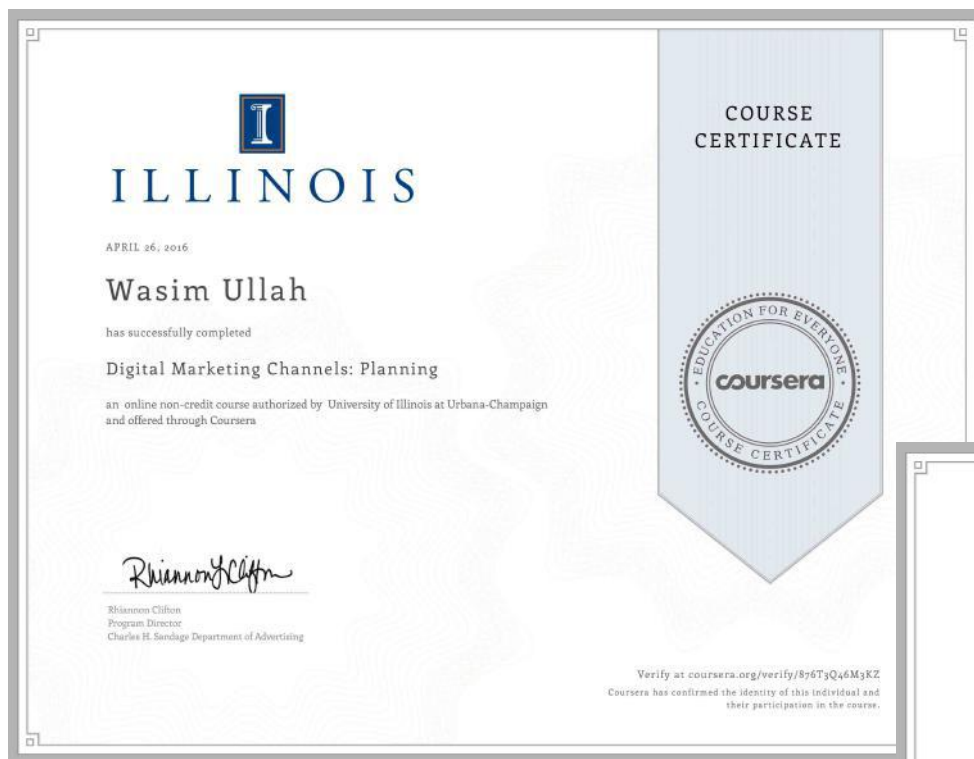 I
ILLINOIS
APRIL 26, 2016
Wasim Ullah
has successfully completed
Digital Marketing Channels: Planning
an online non-credit course authorized by University of Illinois at Urbana-Champaign
and offered through Coursera
Rhiannon L Clifton
Rhiannon Clifton
Program Director
Charles H. Sandage Department of Advertizing
COURSE
CERTIFICATE
EDUCATION FOR EVERYONE
coursera
COURSE CERTIFICATE
Verify at coursera.org/verify/876T3Q46M3KZ
Coursera has confirmed the identity of this individual and
their participation in the course.